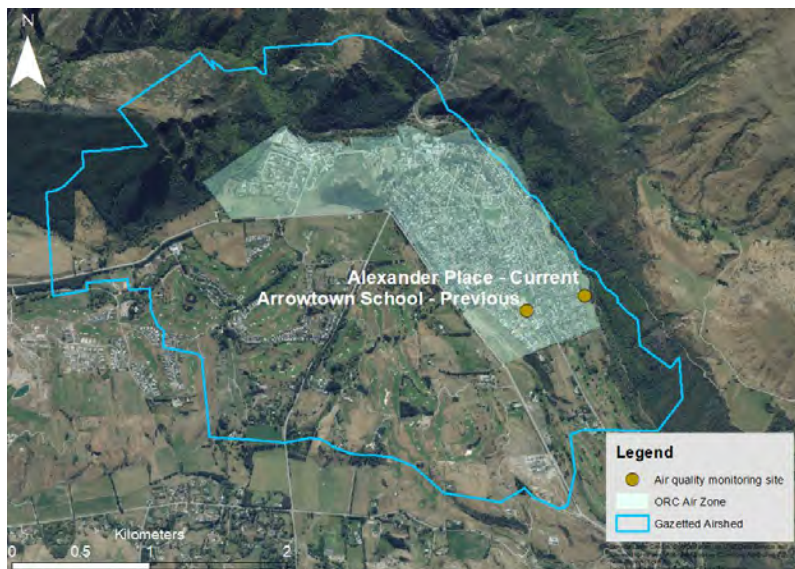 N
Alexander Place - Current
Arrowtown School - Previous
Legend
Air quality monitoring site
ORC Air Zone
Gazetted Airshed
Kilometers
0 0.5 1 2